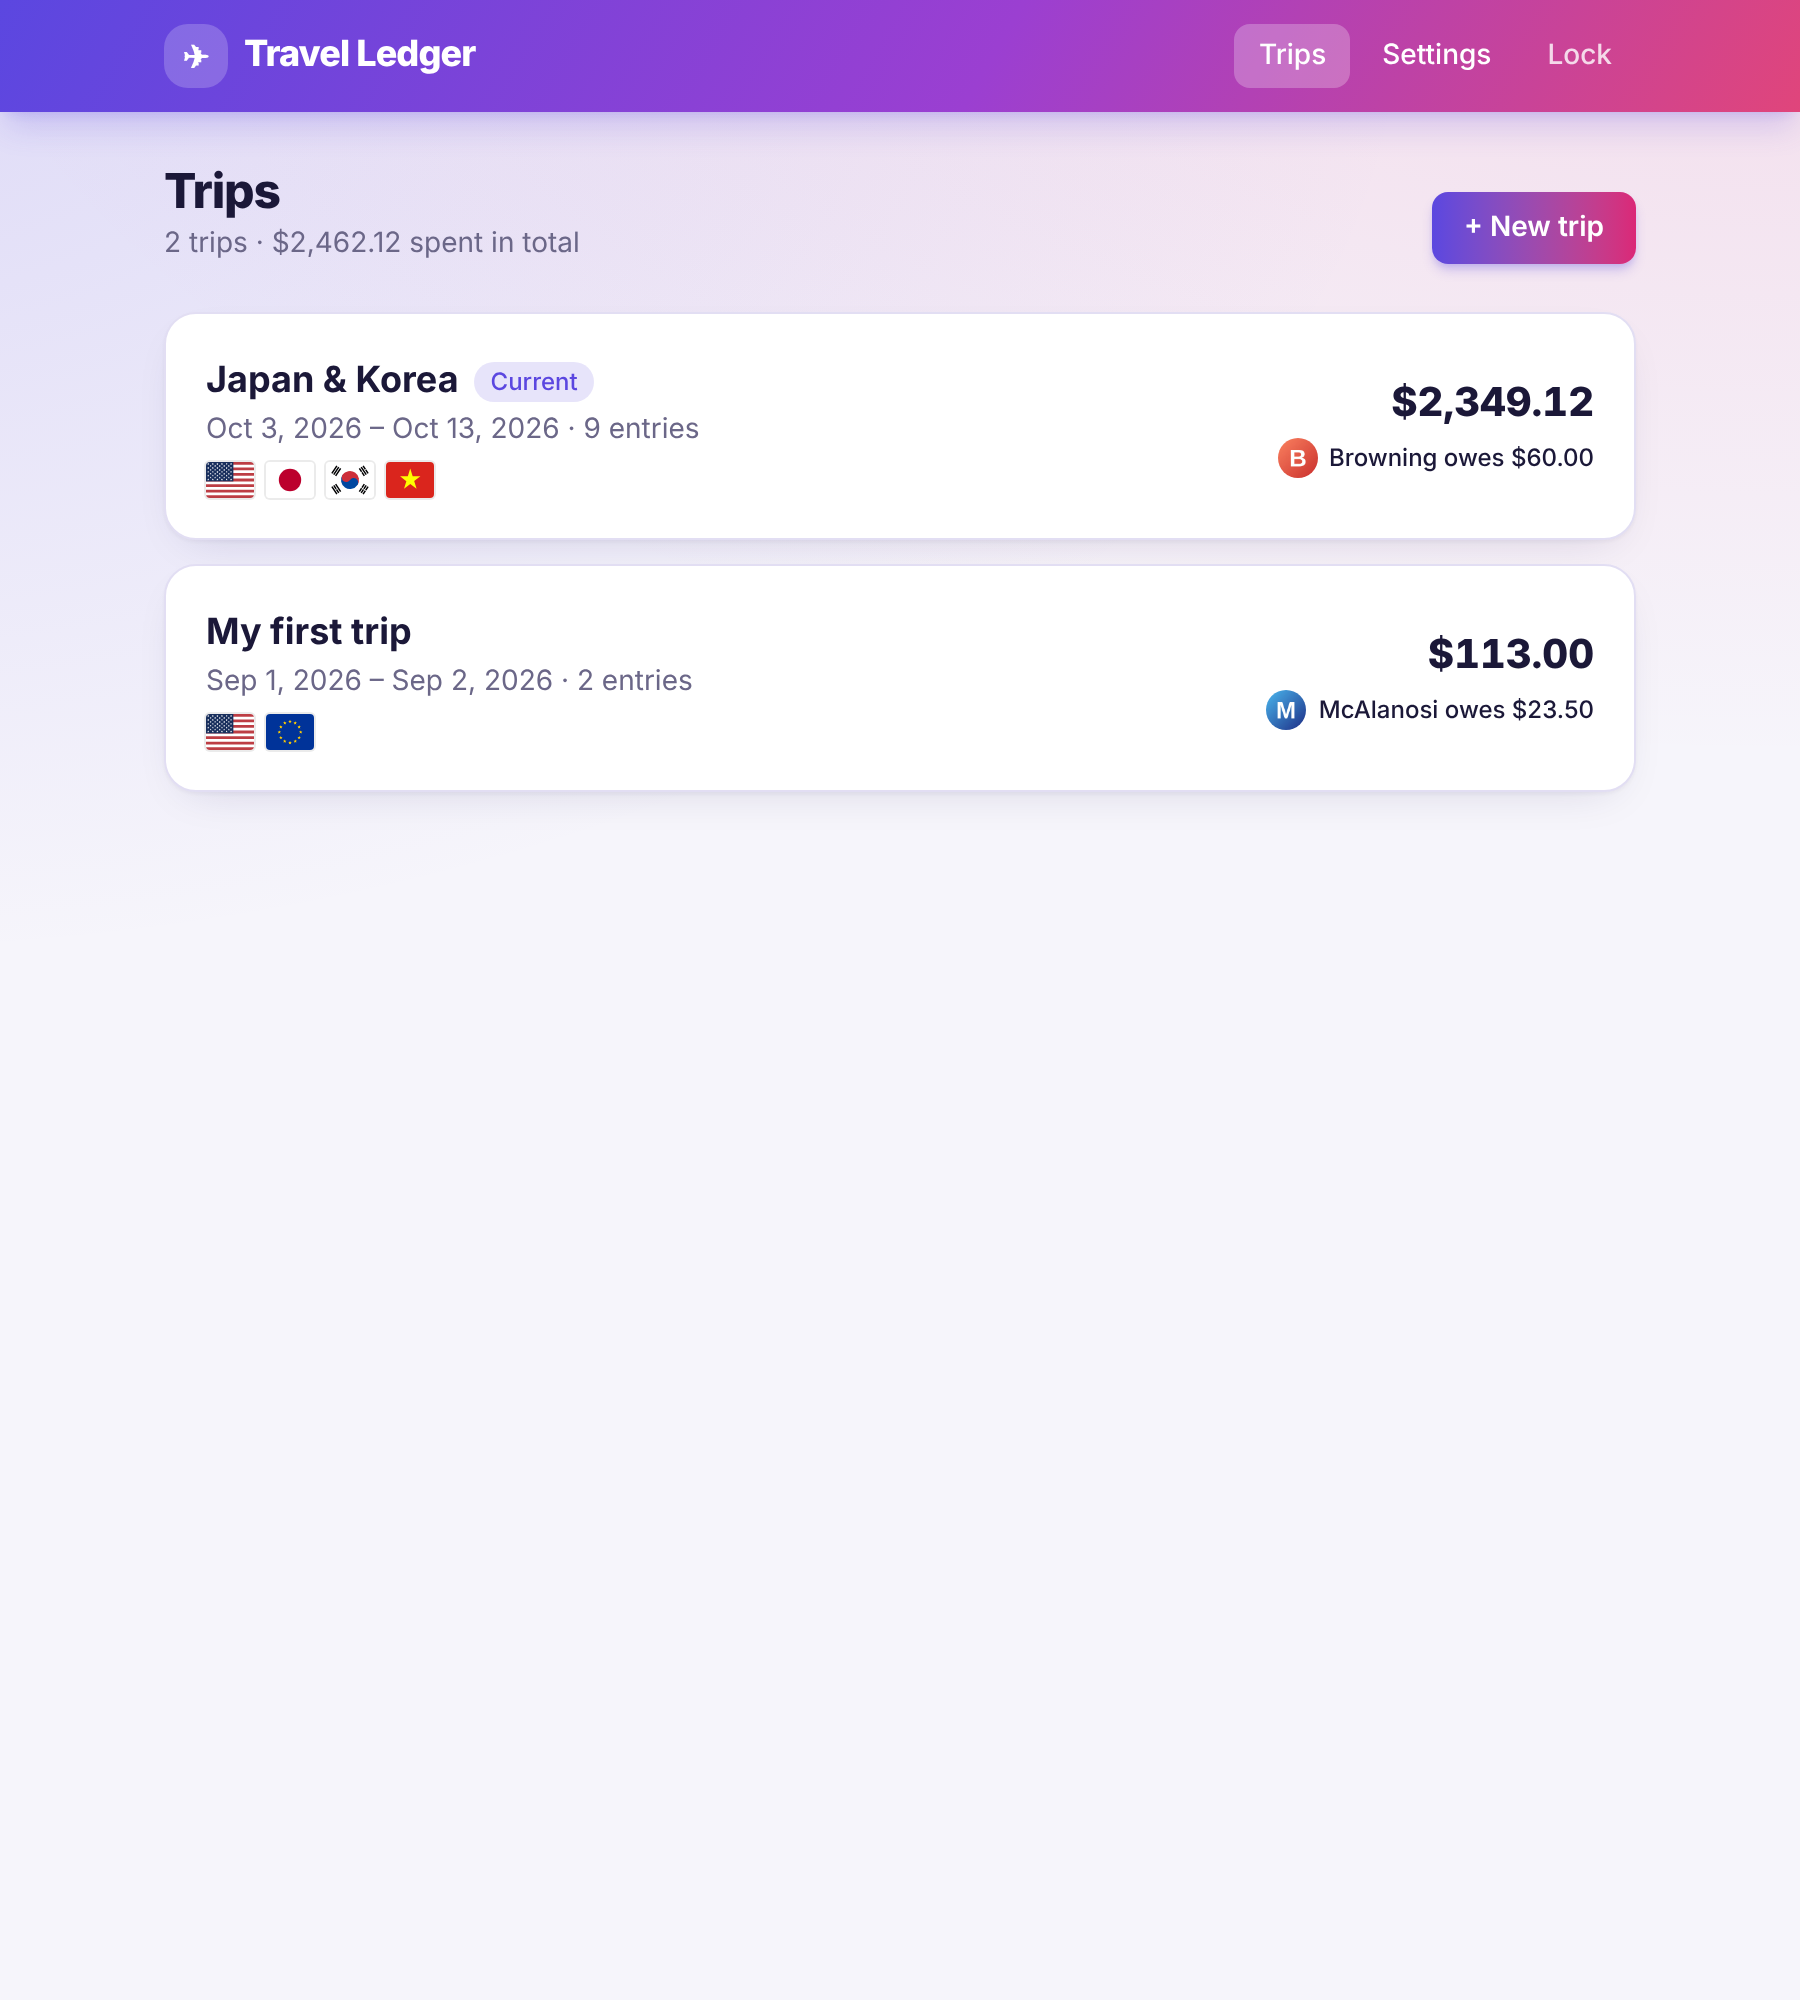 Travel Ledger
Trips
Settings
Lock
Trips
2 trips · $2,462.12 spent in total
+ New trip
Japan & Korea
Current
Oct 3, 2026 – Oct 13, 2026 · 9 entries
$2,349.12
B
Browning owes $60.00
My first trip
Sep 1, 2026 – Sep 2, 2026 · 2 entries
$113.00
M
McAlanosi owes $23.50